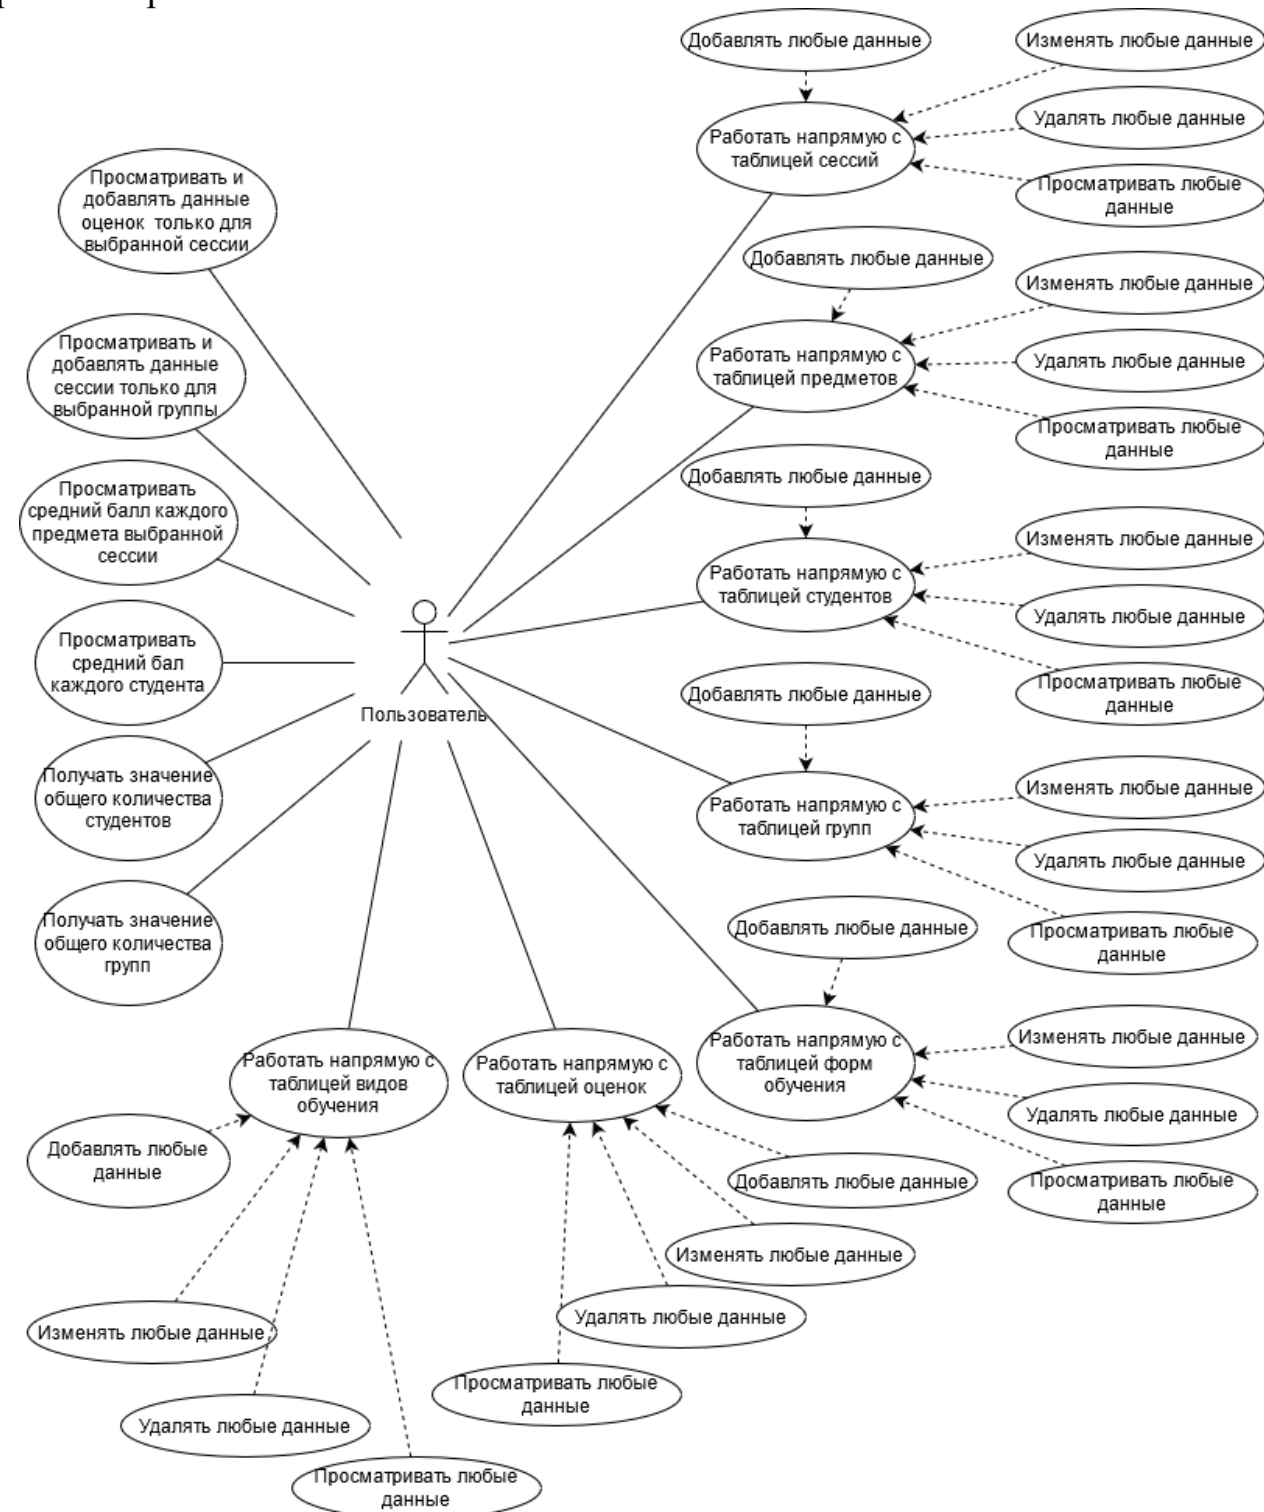 Добавлять любые данные
Изменять любые данные
Удалять любые данные
Работать напрямую с
таблицей сессий
Просматривать любые
данные
Просматривать и
добавлять данные
оценок только для
выбранной сессии
Добавлять любые данные
Изменять любые данные
Просматривать и
добавлять данные
сессии только для
выбранной группы
Работать напрямую с
таблицей предметов
Удалять любые данные
Просматривать любые
данные
Добавлять любые данные
Просматривать
средний балл каждого
предмета выбранной
сессии
Изменять любые данные
Работать напрямую с
таблицей студентов
Удалять любые данные
Просматривать любые
данные
Просматривать
средний бал
каждого студента
Добавлять любые данные
Пользователь
Получать значение
общего количества
студентов
Изменять любые данные
Работать напрямую с
таблицей групп
Удалять любые данные
Просматривать любые
данные
Получать значение
общего количества
групп
Добавлять любые данные
Изменять любые данные
Работать напрямую с
таблицей форм
обучения
Удалять любые данные
Просматривать любые
данные
Работать напрямую с
таблицей видов
обучения
Работать напрямую с
таблицей оценок
Добавлять любые
данные
Добавлять любые данные
Изменять любые данные
Удалять любые данные
Просматривать любые
данные
Изменять любые данные
Удалять любые данные
Просматривать любые
данные